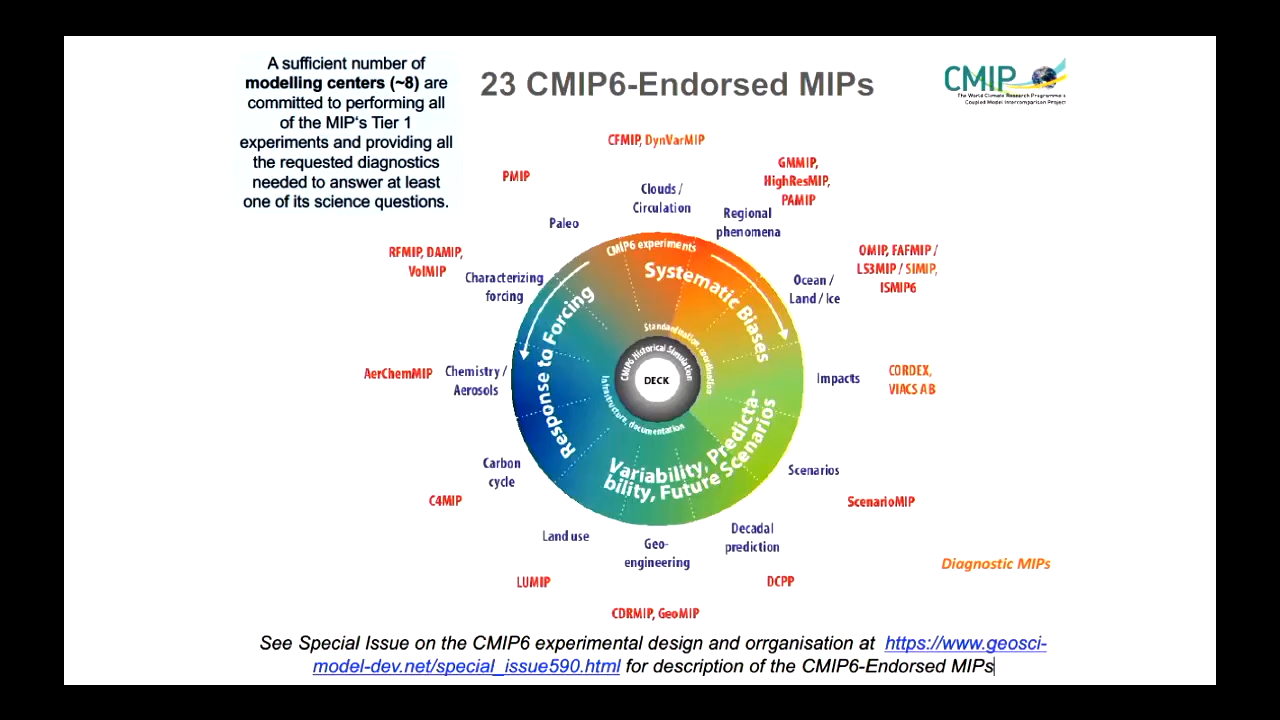 A sufficient number of
modelling centers (~8) are
committed to performing all
of the MIP‘s Tier 1
experiments and providing all
the requested diagnostics
needed to answer at least
one of its science questions.
23 CMIP6-Endorsed MIPs
CMIP
The World Climate Research Programme's
Coupled Model Intercomparison Project
CFMIP, DynVarMIP
GMMIP,
HighResMIP,
PAMIP
PMIP
Clouds /
Circulation
Regional
phenomena
Paleo
RFMIP, DAMIP,
VolMIP
Characterizing
forcing
OMIP, FAFMIP /
LS3MIP / SIMIP,
ISMIP6
Ocean /
Land / Ice
CMIP6 experiments
Systematic Biases
Response to Forcing
Standardization, coordination
CMIP6 Historical Simulation
DECK
Infrastructure, documentation
Variability, Predicta-
bility, Future Scenarios
AerChemMIP
Chemistry /
Aerosols
Impacts
CORDEX,
VIACS AB
Carbon
cycle
C4MIP
Scenarios
ScenarioMIP
Land use
Geo-
engineering
Decadal
prediction
LUMIP
DCPP
CDRMIP, GeoMIP
Diagnostic MIPs
See Special Issue on the CMIP6 experimental design and orrganisation at https://www.geosci-
model-dev.net/special_issue590.html for description of the CMIP6-Endorsed MIPs